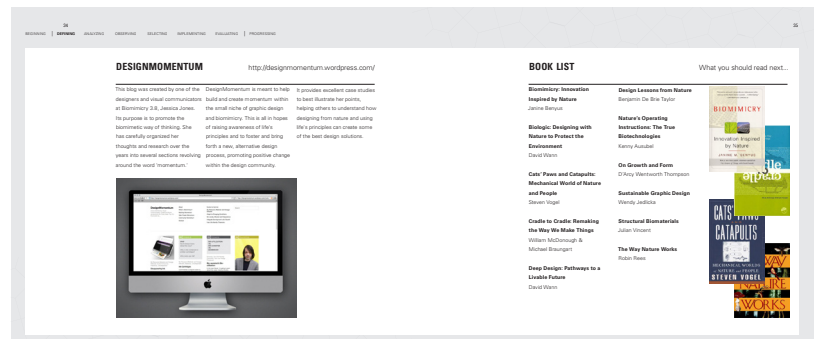 34
35
BEGINNING | DEFINING ANALYZING OBSERVING SELECTING IMPLEMENTING EVALUATING | PROGRESSING
DESIGNMOMENTUM
http://designmomentum.wordpress.com/
This blog was created by one of the
designers and visual communicators
at Biomimicry 3.8, Jessica Jones.
Its purpose is to promote the
biomimetic way of thinking. She
has carefully organized her
thoughts and research over the
years into several sections revolving
around the word 'momentum.'
DesignMomentum is meant to help
build and create momentum within
the small niche of graphic design
and biomimicry. This is all in hopes
of raising awareness of life's
principles and to foster and bring
forth a new, alternative design
process, promoting positive change
within the design community.
It provides excellent case studies
to best illustrate her points,
helping others to understand how
designing from nature and using
life's principles can create some
of the best design solutions.
DesignMomentum
BOOK LIST
What you should read next...
Biomimicry: Innovation
Inspired by Nature
Janine Benyus
Biologic: Designing with
Nature to Protect the
Environment
David Wann
Cats' Paws and Catapults:
Mechanical World of Nature
and People
Steven Vogel
Cradle to Cradle: Remaking
the Way We Make Things
William McDonough &
Michael Braungart
Deep Design: Pathways to a
Livable Future
David Wann
Design Lessons from Nature
Benjamin De Brie Taylor
Nature's Operating
Instructions: The True
Biotechnologies
Kenny Ausubel
On Growth and Form
D'Arcy Wentworth Thompson
Sustainable Graphic Design
Wendy Jedlicka
Structural Biomaterials
Julian Vincent
The Way Nature Works
Robin Rees
BIOMIMICRY
Innovation Inspired
by Nature
JANINE M. BENYUS
dle
cradle
CATS' PAWS
CATAPULTS
MECHANICAL WORLDS
OF NATURE AND PEOPLE
STEVEN VOGEL
WAY
NATURE
WORKS